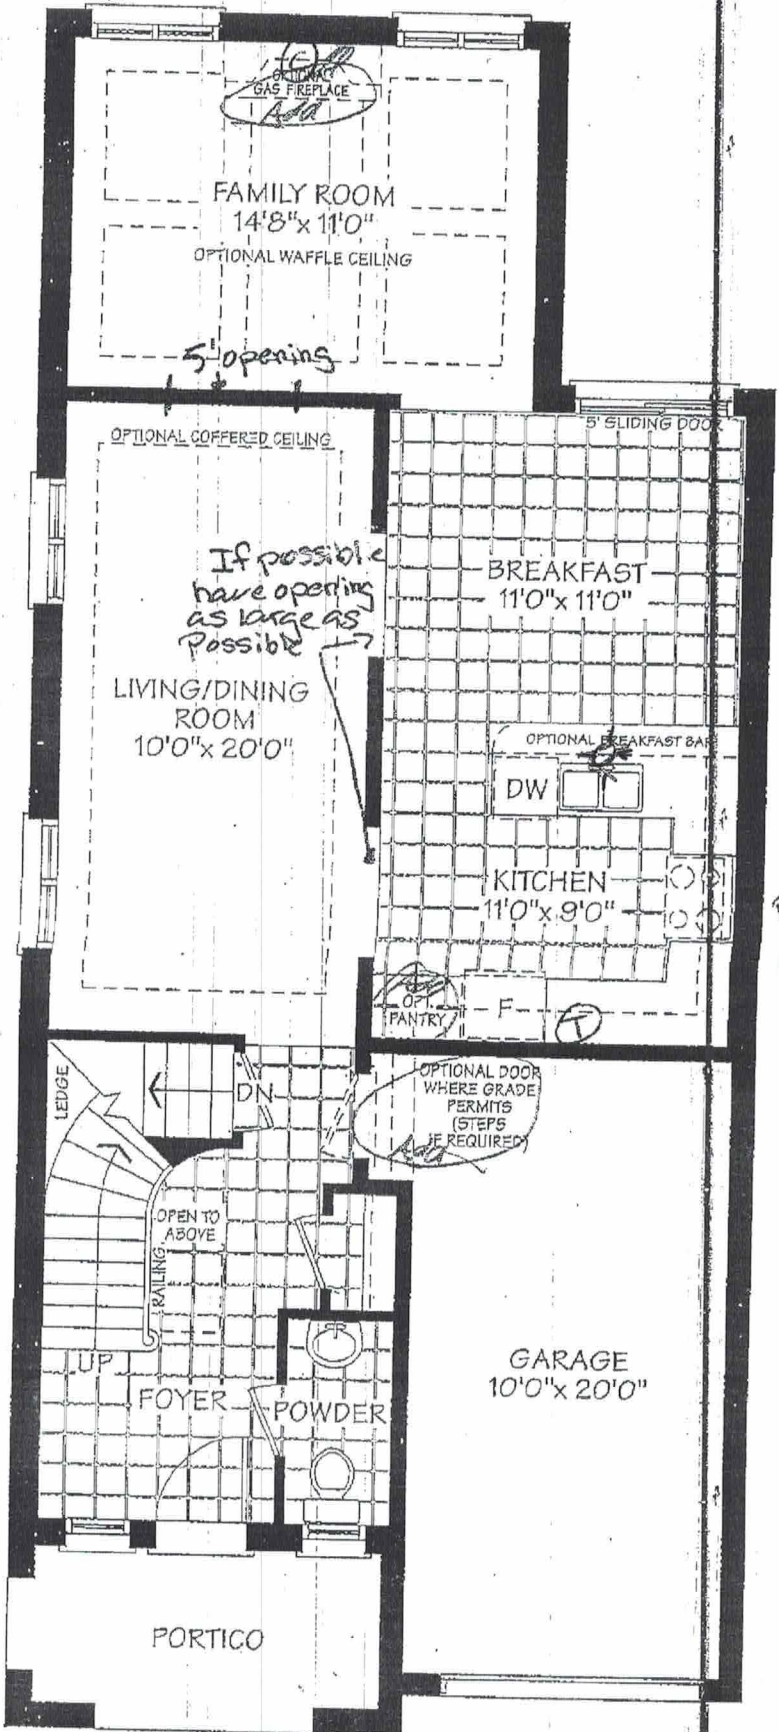 OPTIONAL
GAS FIREPLACE
Add
FAMILY ROOM
14'8"x 11'0"
OPTIONAL WAFFLE CEILING
5' opening
OPTIONAL COFFERED CEILING
5' SLIDING DOOR
If possible
have opening
as large as
Possible
BREAKFAST
11'0"x 11'0"
LIVING/DINING
ROOM
10'0"x 20'0"
OPTIONAL BREAKFAST BAR
DW
KITCHEN
11'0"x 9'0"
Add
OPT.
PANTRY
F
T
LEDGE
DN
OPTIONAL DOOR
WHERE GRADE
PERMITS
(STEPS
IF REQUIRED)
Add
OPEN TO
ABOVE
RAILING
UP
FOYER
POWDER
GARAGE
10'0"x 20'0"
PORTICO